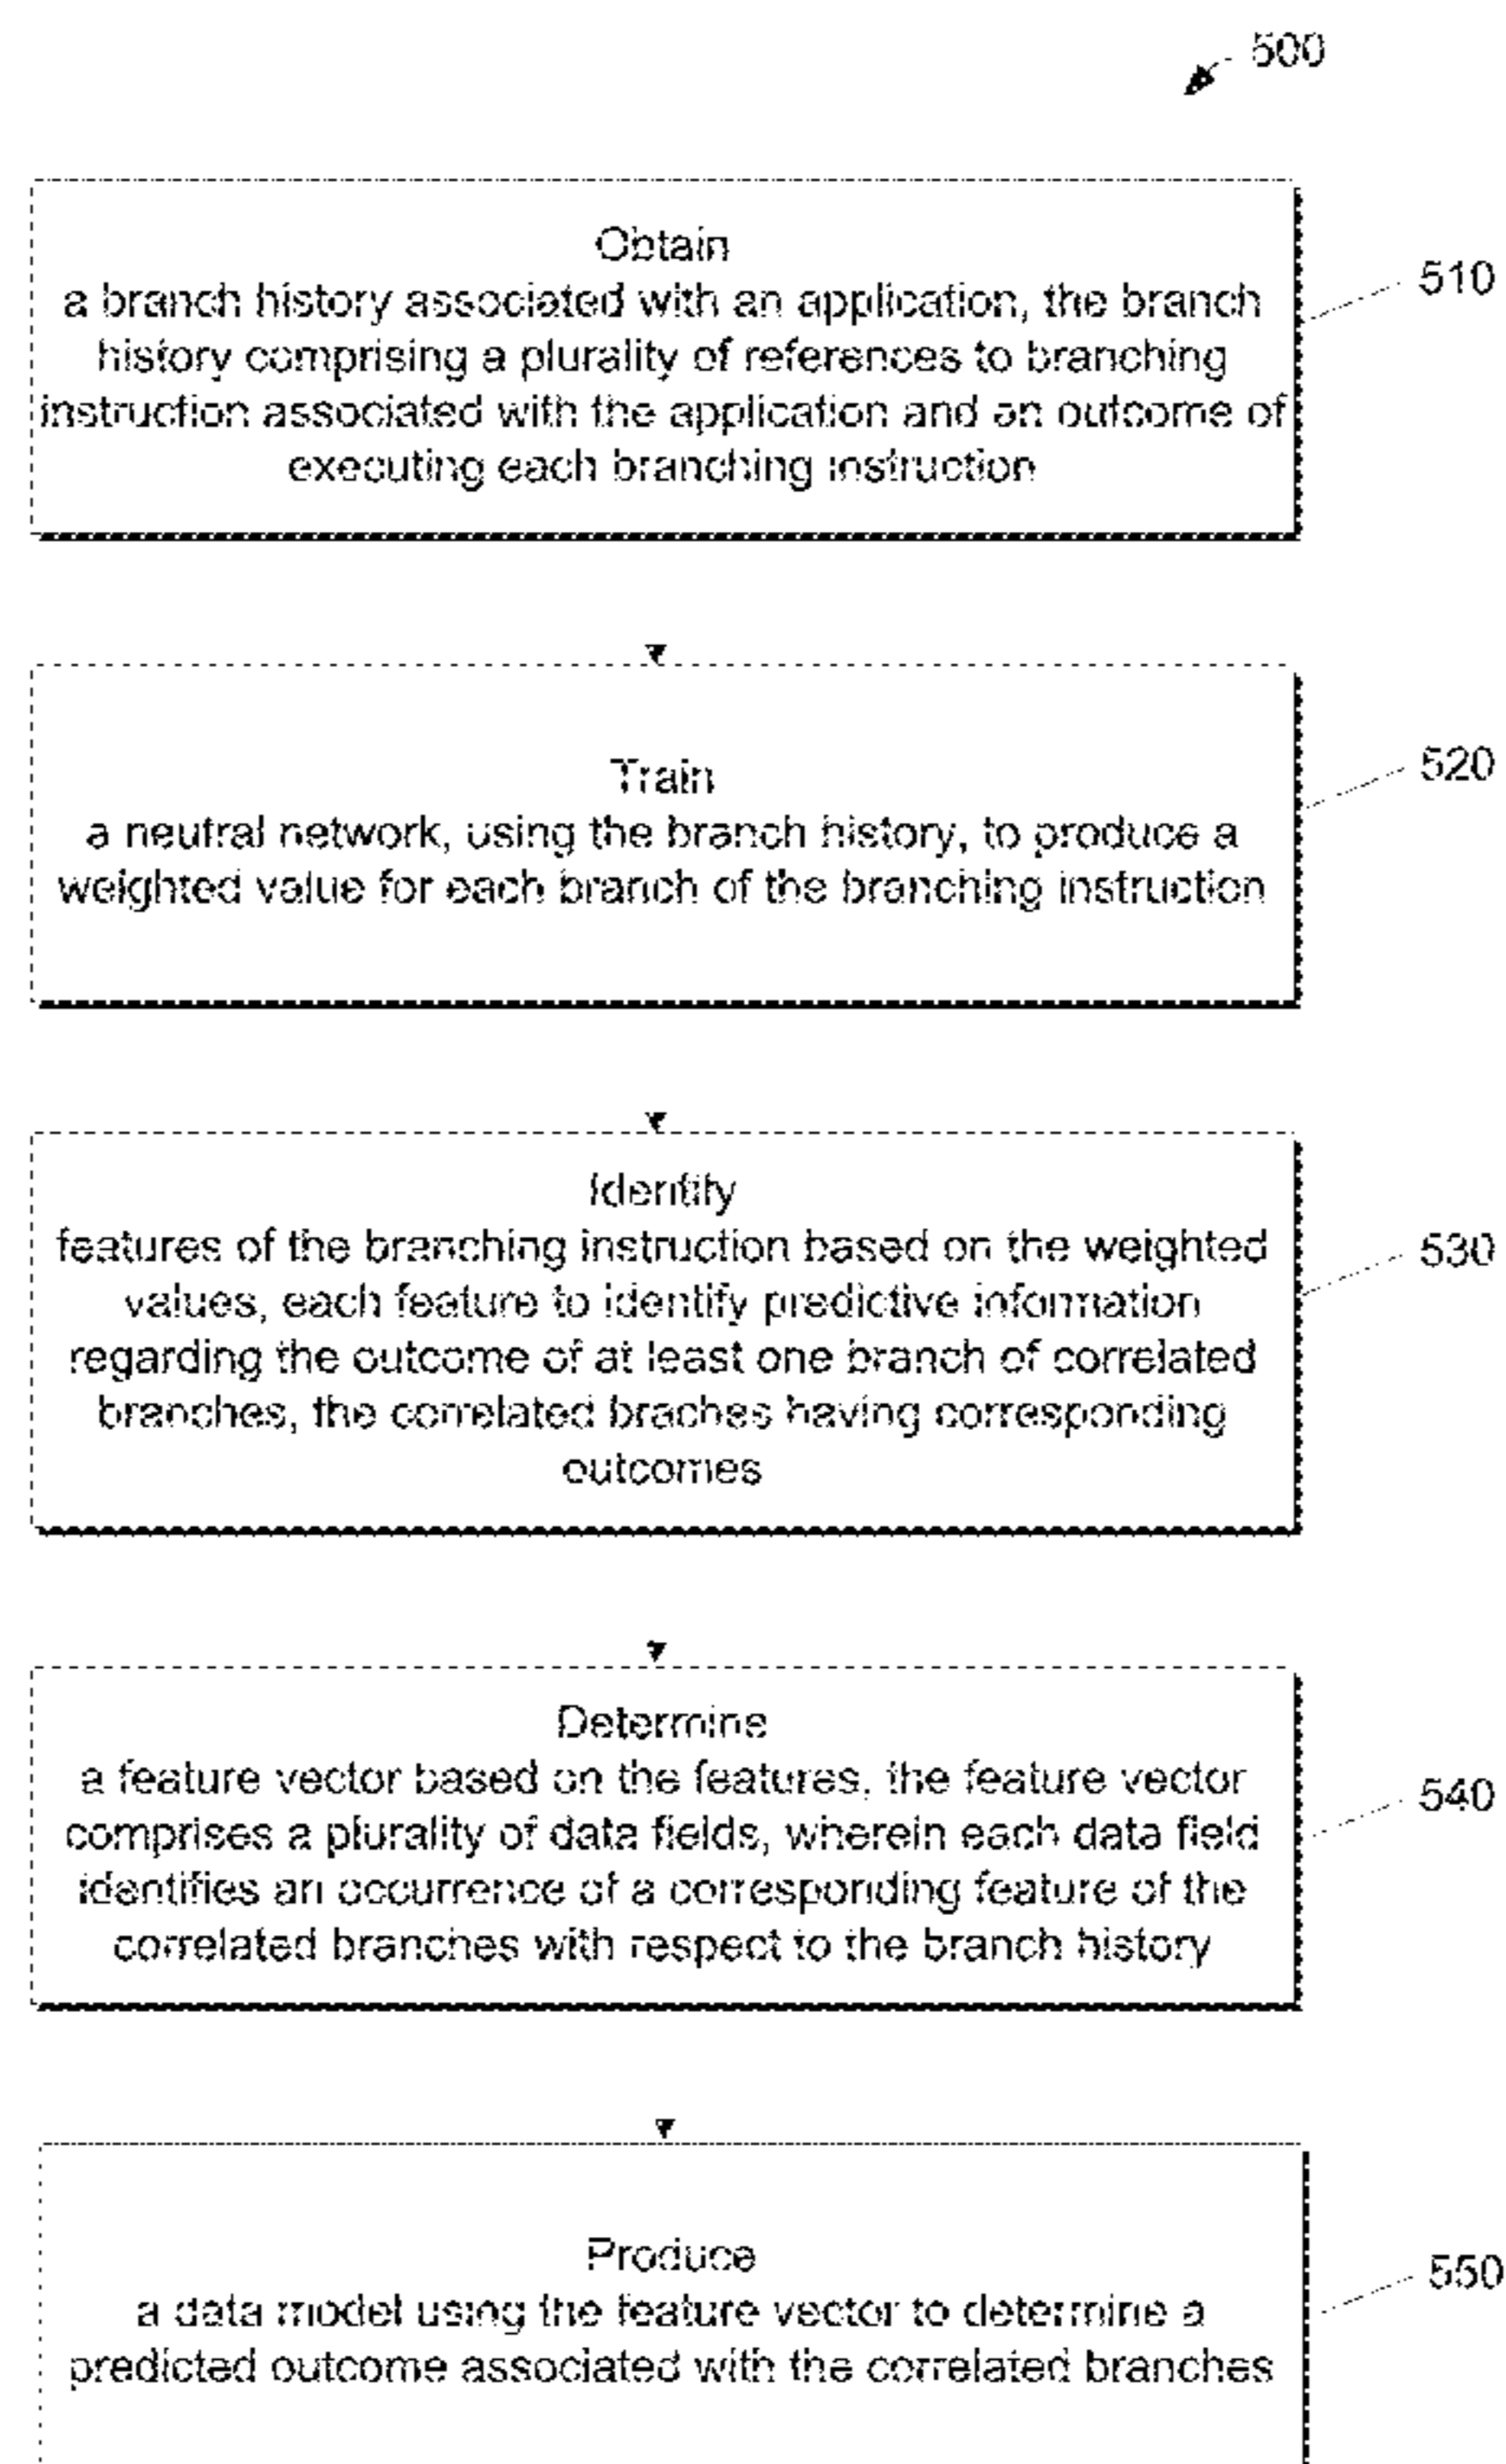 500
Obtain
a branch history associated with an application, the branch
history comprising a plurality of references to branching
instruction associated with the application and an outcome of
executing each branching instruction
510
Train
a neutral network, using the branch history, to produce a
weighted value for each branch of the branching instruction
520
Identify
features of the branching instruction based on the weighted
values, each feature to identify predictive information
regarding the outcome of at least one branch of correlated
branches, the correlated braches having corresponding
outcomes
530
Determine
a feature vector based on the features, the feature vector
comprises a plurality of data fields, wherein each data field
identifies an occurrence of a corresponding feature of the
correlated branches with respect to the branch history
540
Produce
a data model using the feature vector to determine a
predicted outcome associated with the correlated branches
550